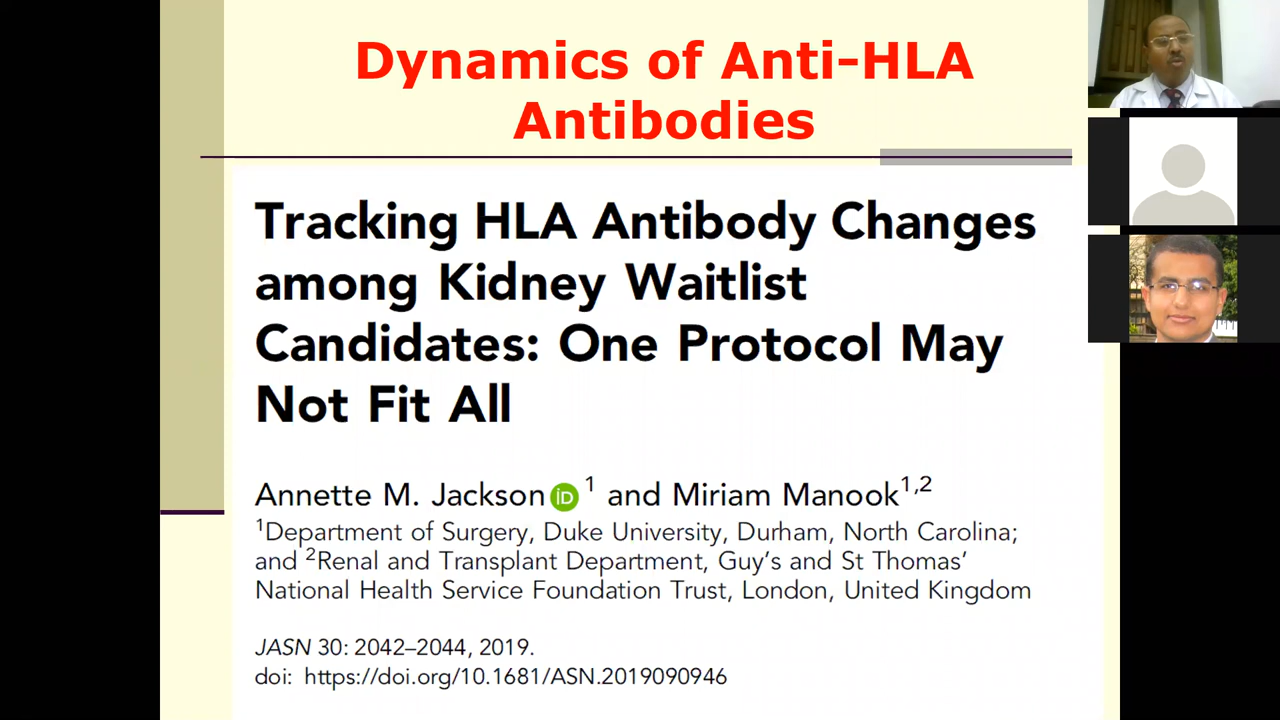 Dynamics of Anti-HLA
Antibodies
Tracking HLA Antibody Changes
among Kidney Waitlist
Candidates: One Protocol May
Not Fit All
Annette M. Jackson iD 1 and Miriam Manook1,2
1Department of Surgery, Duke University, Durham, North Carolina;
and 2Renal and Transplant Department, Guy's and St Thomas'
National Health Service Foundation Trust, London, United Kingdom
JASN 30: 2042–2044, 2019.
doi: https://doi.org/10.1681/ASN.2019090946